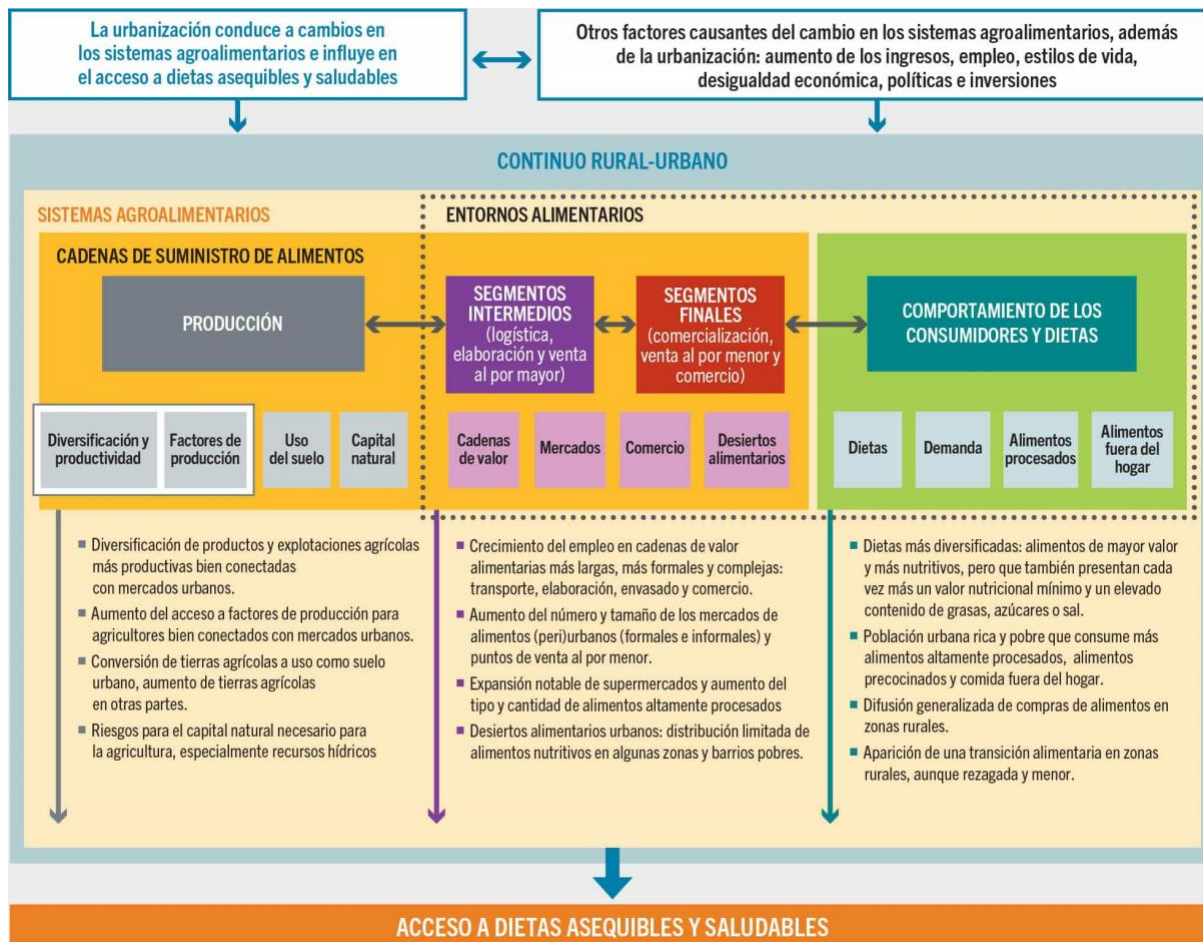 La urbanización conduce a cambios en
los sistemas agroalimentarios e influye en
el acceso a dietas asequibles y saludables
Otros factores causantes del cambio en los sistemas agroalimentarios, además
de la urbanización: aumento de los ingresos, empleo, estilos de vida,
desigualdad económica, políticas e inversiones
CONTINUO RURAL-URBANO
SISTEMAS AGROALIMENTARIOS
ENTORNOS ALIMENTARIOS
CADENAS DE SUMINISTRO DE ALIMENTOS
PRODUCCIÓN
SEGMENTOS
INTERMEDIOS
(logística,
elaboración y venta
al por mayor)
SEGMENTOS
FINALES
(comercialización,
venta al por menor y
comercio)
COMPORTAMIENTO DE LOS
CONSUMIDORES Y DIETAS
Diversificación y
productividad
Factores de
producción
Uso
del suelo
Capital
natural
Cadenas
de valor
Mercados
Comercio
Desiertos
alimentarios
Dietas
Demanda
Alimentos
procesados
Alimentos
fuera del
hogar
Diversificación de productos y explotaciones agrícolas
más productivas bien conectadas
con mercados urbanos.
Aumento del acceso a factores de producción para
agricultores bien conectados con mercados urbanos.
Conversión de tierras agrícolas a uso como suelo
urbano, aumento de tierras agrícolas
en otras partes.
Riesgos para el capital natural necesario para
la agricultura, especialmente recursos hídricos
Crecimiento del empleo en cadenas de valor
alimentarias más largas, más formales y complejas:
transporte, elaboración, envasado y comercio.
Aumento del número y tamaño de los mercados de
alimentos (peri)urbanos (formales e informales) y
puntos de venta al por menor.
Expansión notable de supermercados y aumento del
tipo y cantidad de alimentos altamente procesados
Desiertos alimentarios urbanos: distribución limitada de
alimentos nutritivos en algunas zonas y barrios pobres.
Dietas más diversificadas: alimentos de mayor valor
y más nutritivos, pero que también presentan cada
vez más un valor nutricional mínimo y un elevado
contenido de grasas, azúcares o sal.
Población urbana rica y pobre que consume más
alimentos altamente procesados, alimentos
precocinados y comida fuera del hogar.
Difusión generalizada de compras de alimentos en
zonas rurales.
Aparición de una transición alimentaria en zonas
rurales, aunque rezagada y menor.
ACCESO A DIETAS ASEQUIBLES Y SALUDABLES